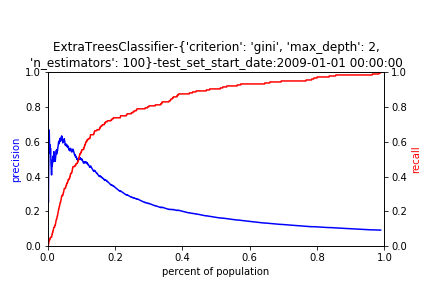 ExtraTreesClassifier-{'criterion': 'gini', 'max_depth': 2,
'n_estimators': 100}-test_set_start_date:2009-01-01 00:00:00
1.0
0.8
0.6
0.4
0.2
0.0
precision
1.0
0.8
0.6
0.4
0.2
0.0
recall
0.0 0.2 0.4 0.6 0.8 1.0
percent of population